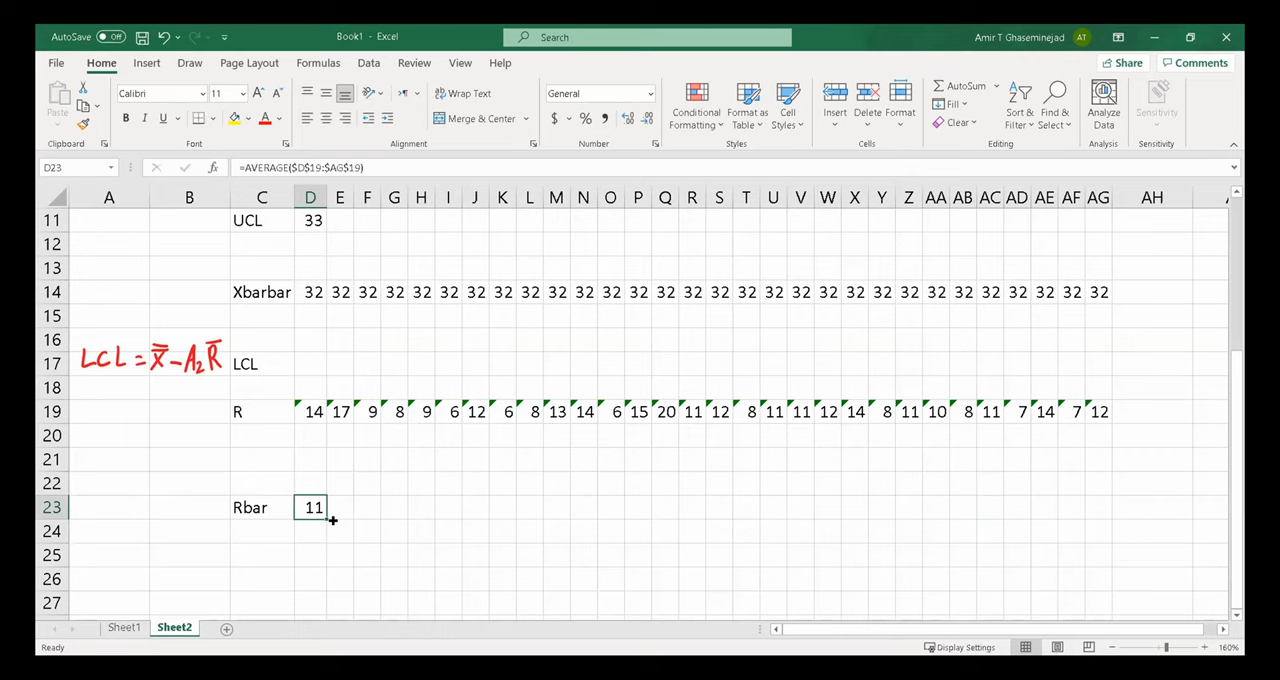 AutoSave Off Book1 - Excel Search Amir T Ghaseminejad AT
File Home Insert Draw Page Layout Formulas Data Review View Help Share Comments
Paste Calibri 11 A A Wrap Text General AutoSum
B I U A Merge & Center $ % Fill Clear
Conditional Formatting Format as Table Cell Styles Insert Delete Format Sort & Filter Find & Select Analyze Data Sensitivity
Clipboard Font Alignment Number Styles Cells Editing Analysis Sensitivity
D23 fx =AVERAGE($D$19:$AG$19)
A B C D E F G H I J K L M N O P Q R S T U V W X Y Z AA AB AC AD AE AF AG AH
11 UCL 33
12
13
14 Xbarbar 32 32 32 32 32 32 32 32 32 32 32 32 32 32 32 32 32 32 32 32 32 32 32 32 32 32 32 32 32 32
15
16
LCL = X̿ - A₂R̅
17 LCL
18
19 R 14 17 9 8 9 6 12 6 8 13 14 6 15 20 11 12 8 11 11 12 14 8 11 10 8 11 7 14 7 12
20
21
22
23 Rbar 11
24
25
26
27
Sheet1 Sheet2
Ready Display Settings 160%